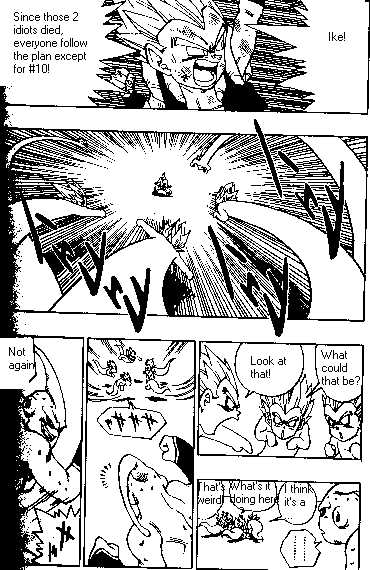 Since those 2
idiots died,
everyone follow
the plan except
for #10!
Ike!
Not
again
Look at
that!
What
could
that be?
That's
weird!
What's it
doing here
I think
it's a